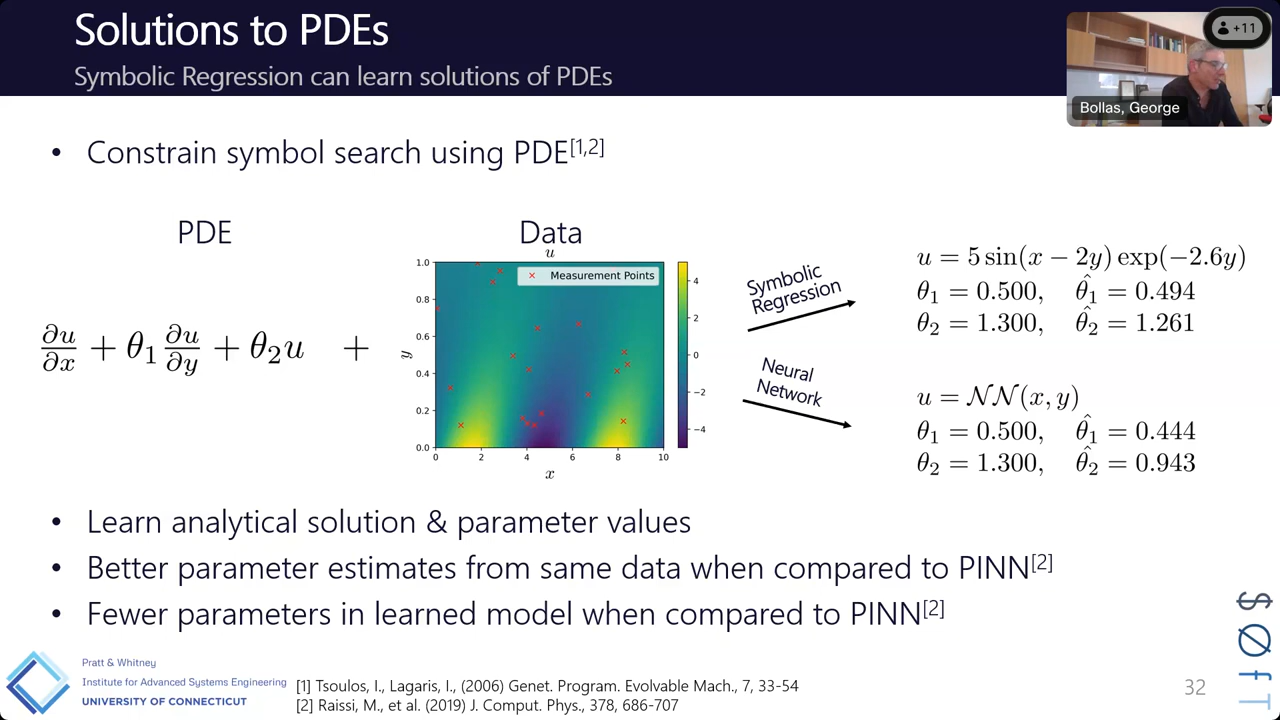 Solutions to PDEs
Symbolic Regression can learn solutions of PDEs
+11
Bollas, George
• Constrain symbol search using PDE[1,2]
PDE
Data
∂u/∂x + θ₁ ∂u/∂y + θ₂u +
u
Measurement Points
1.0
0.8
0.6
0.4
0.2
0.0
y
0 2 4 6 8 10
x
4
2
0
−2
−4
Symbolic
Regression
Neural
Network
u = 5 sin(x − 2y) exp(−2.6y)
θ₁ = 0.500, θ̂₁ = 0.494
θ₂ = 1.300, θ̂₂ = 1.261
u = 𝒩𝒩(x, y)
θ₁ = 0.500, θ̂₁ = 0.444
θ₂ = 1.300, θ̂₂ = 0.943
• Learn analytical solution & parameter values
• Better parameter estimates from same data when compared to PINN[2]
• Fewer parameters in learned model when compared to PINN[2]
Pratt & Whitney
Institute for Advanced Systems Engineering
UNIVERSITY OF CONNECTICUT
[1] Tsoulos, I., Lagaris, I., (2006) Genet. Program. Evolvable Mach., 7, 33-54
[2] Raissi, M., et al. (2019) J. Comput. Phys., 378, 686-707
32